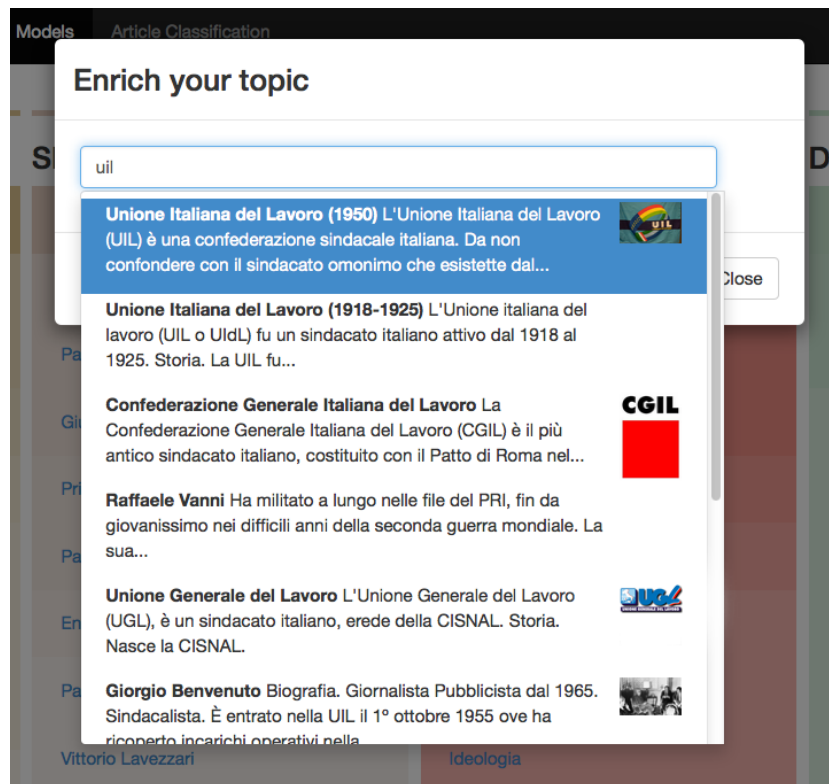 Models Article Classification
Enrich your topic
uil
Unione Italiana del Lavoro (1950) L'Unione Italiana del Lavoro
(UIL) è una confederazione sindacale italiana. Da non
confondere con il sindacato omonimo che esistette dal...
UIL
Close
Unione Italiana del Lavoro (1918-1925) L'Unione italiana del
lavoro (UIL o UIdL) fu un sindacato italiano attivo dal 1918 al
1925. Storia. La UIL fu...
Confederazione Generale Italiana del Lavoro La
Confederazione Generale Italiana del Lavoro (CGIL) è il più
antico sindacato italiano, costituito con il Patto di Roma nel...
CGIL
Raffaele Vanni Ha militato a lungo nelle file del PRI, fin da
giovanissimo nei difficili anni della seconda guerra mondiale. La
sua...
Unione Generale del Lavoro L'Unione Generale del Lavoro
(UGL), è un sindacato italiano, erede della CISNAL. Storia.
Nasce la CISNAL.
UGL
Giorgio Benvenuto Biografia. Giornalista Pubblicista dal 1965.
Sindacalista. È entrato nella UIL il 1º ottobre 1955 ove ha
ricoperto incarichi operativi nella
Vittorio Lavezzari
Ideologia